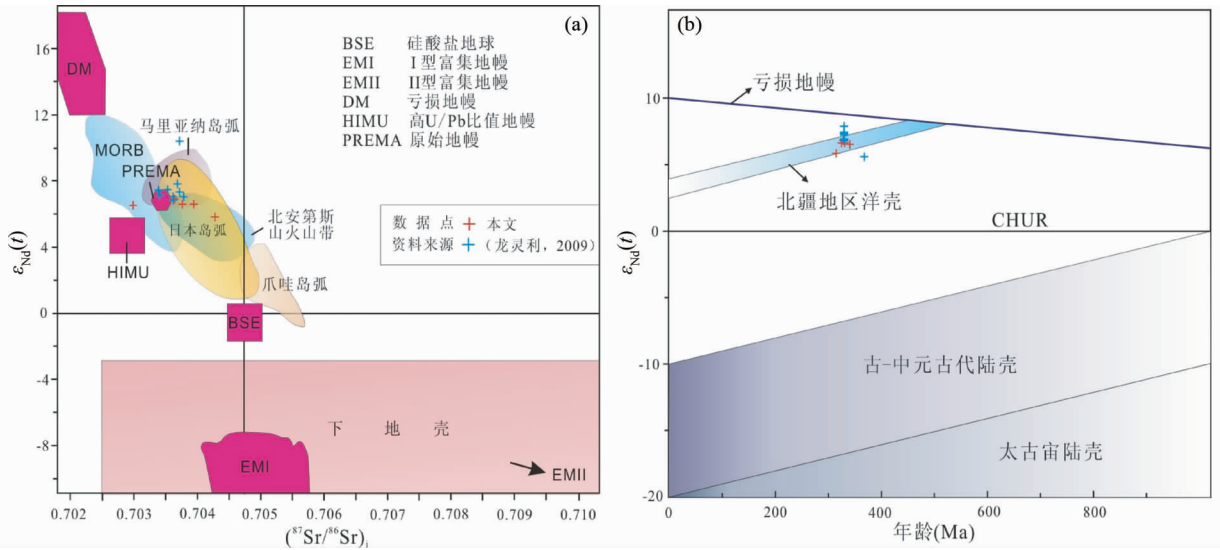 (a)
16
12
8
4
0
-4
-8
εNd(t)
DM
MORB
马里亚纳岛弧
PREMA
日本岛弧
北安第斯
山火山带
HIMU
爪哇岛弧
BSE
下 地 壳
EMI
EMII
BSE 硅酸盐地球
EMI I型富集地幔
EMII II型富集地幔
DM 亏损地幔
HIMU 高U/Pb比值地幔
PREMA 原始地幔
数据点 + 本文
资料来源 + (龙灵利, 2009)
0.702 0.703 0.704 0.705 0.706 0.707 0.708 0.709 0.710
(⁸⁷Sr/⁸⁶Sr)i
(b)
10
0
-10
-20
εNd(t)
亏损地幔
北疆地区洋壳
CHUR
古-中元古代陆壳
太古宙陆壳
0 200 400 600 800
年龄(Ma)